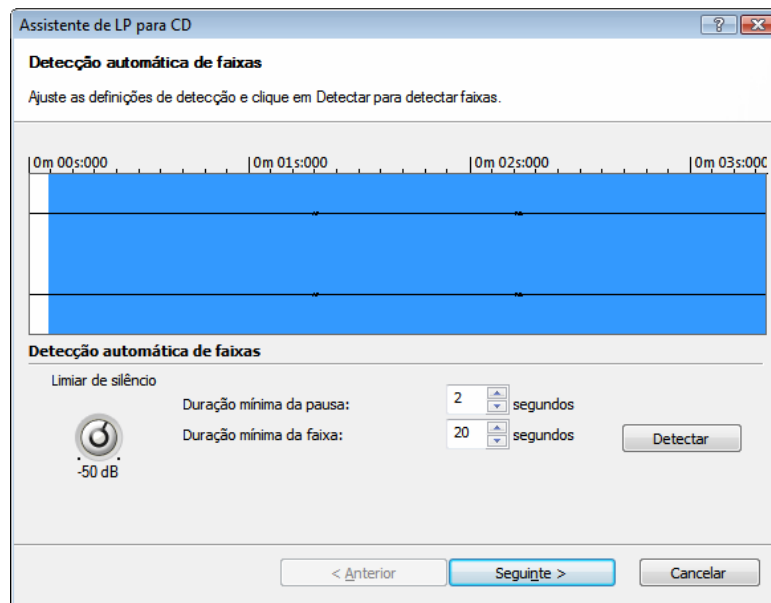 Assistente de LP para CD
Detecção automática de faixas
Ajuste as definições de detecção e clique em Detectar para detectar faixas.
0m 00s:000 0m 01s:000 0m 02s:000 0m 03s:000
Detecção automática de faixas
Limiar de silêncio
Duração mínima da pausa: 2 segundos
Duração mínima da faixa: 20 segundos Detectar
-50 dB
< Anterior Seguinte > Cancelar